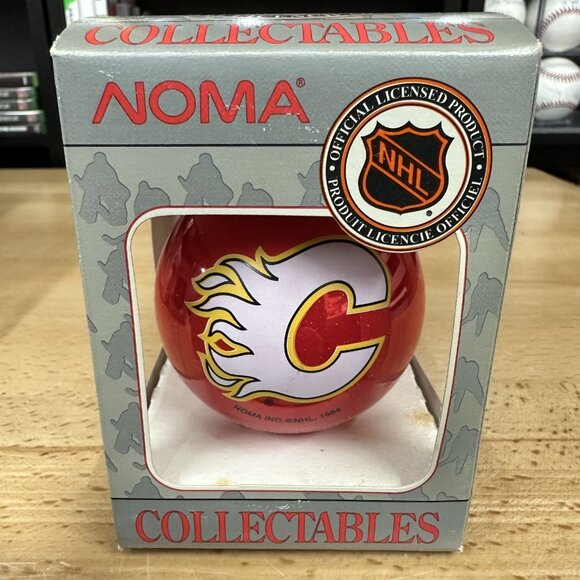 COLLECTABLES
NOMA®
• OFFICIAL LICENSED PRODUCT •
NHL
®
PRODUIT LICENCIE OFFICIEL
C
®
NOMA INC. ©NHL, 1994
COLLECTABLES